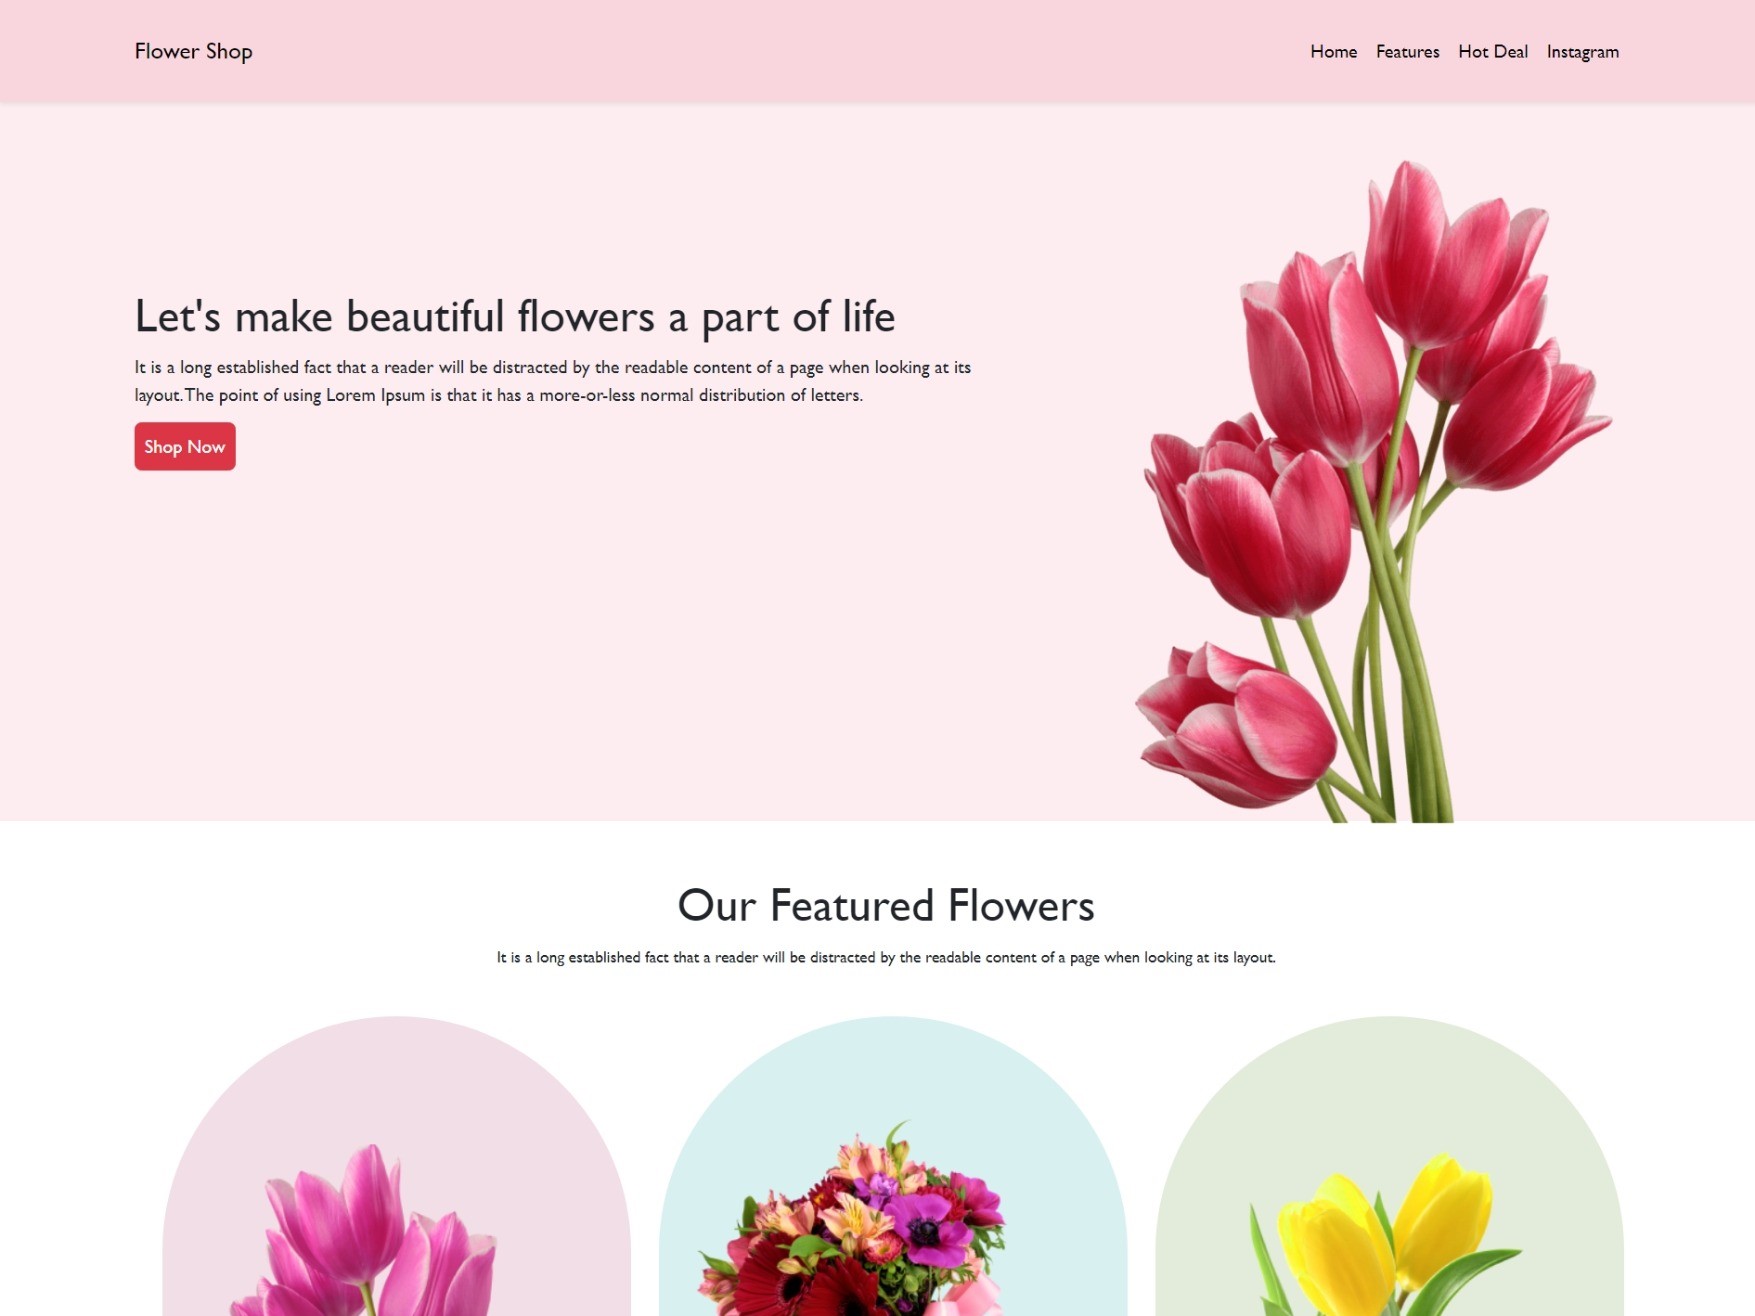 Flower Shop
Home Features Hot Deal Instagram
Let's make beautiful flowers a part of life
It is a long established fact that a reader will be distracted by the readable content of a page when looking at its
layout.The point of using Lorem Ipsum is that it has a more-or-less normal distribution of letters.
Shop Now
Our Featured Flowers
It is a long established fact that a reader will be distracted by the readable content of a page when looking at its layout.